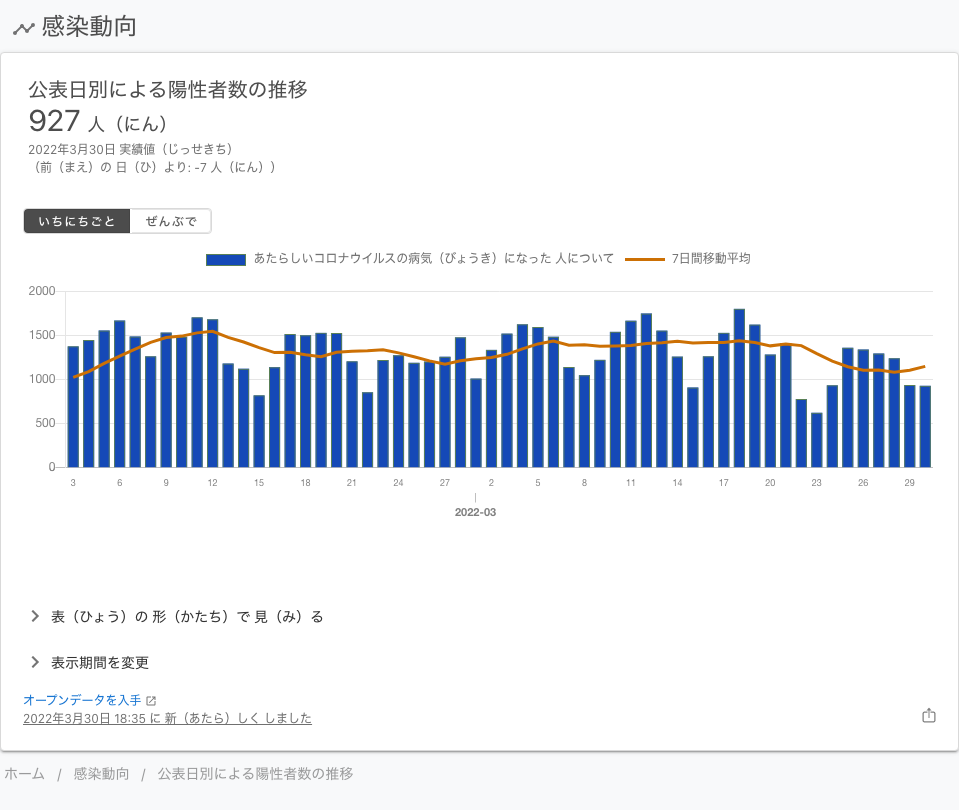 感染動向
公表日別による陽性者数の推移
927 人（にん）
2022年3月30日 実績値（じっせきち）
（前（まえ）の 日（ひ）より: -7 人（にん））
いちにちごと ぜんぶで
あたらしいコロナウイルスの病気（びょうき）になった 人について 7日間移動平均
2000
1500
1000
500
0
3 6 9 12 15 18 21 24 27 2 5 8 11 14 17 20 23 26 29
2022-03
表（ひょう）の 形（かたち）で 見（み）る
表示期間を変更
オープンデータを入手
2022年3月30日 18:35 に 新（あたら）しく しました
ホーム / 感染動向 / 公表日別による陽性者数の推移